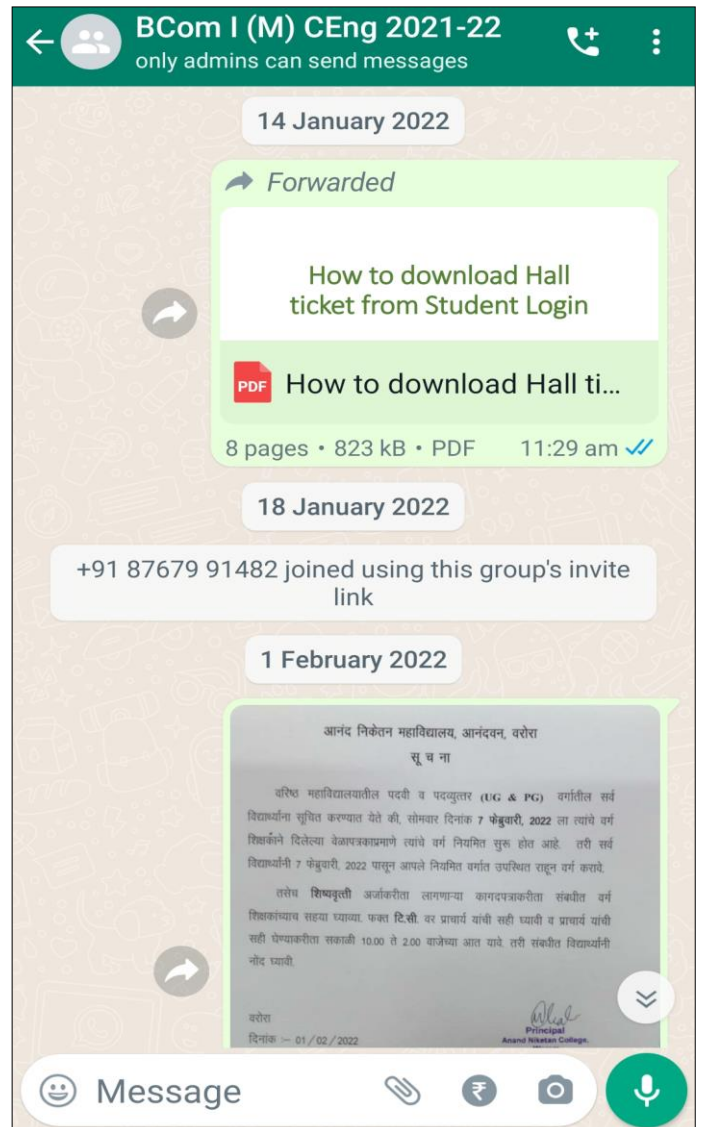 BCom I (M) CEng 2021-22
only admins can send messages
14 January 2022
Forwarded
How to download Hall
ticket from Student Login
PDF How to download Hall ti...
8 pages • 823 kB • PDF 11:29 am
18 January 2022
+91 87679 91482 joined using this group's invite
link
1 February 2022
आनंद निकेतन महाविद्यालय, आनंदवन, वरोरा
सू च ना
वरिष्ठ महाविद्यालयातील पदवी व पदव्युत्तर (UG & PG) वर्गातील सर्व
विद्यार्थ्यांना सूचित करण्यात येते की, सोमवार दिनांक 7 फेब्रुवारी, 2022 ला त्यांचे वर्ग
शिक्षकाने दिलेल्या वेळापत्रकाप्रमाणे त्यांचे वर्ग नियमित सुरू होत आहे. तरी सर्व
विद्यार्थ्यांनी 7 फेब्रुवारी, 2022 पासून आपले नियमित वर्गात उपस्थित राहून वर्ग करावे.
तसेच शिष्यवृत्ती अर्जाकरीता लागणाऱ्या कागदपत्राकरीता संबधीत वर्ग
शिक्षकांच्याच सहया घ्याव्या. फक्त टि.सी. वर प्राचार्य यांची सही घ्यावी व प्राचार्य यांची
सही घेण्याकरीता सकाळी 10.00 ते 2.00 वाजेच्या आत यावे. तरी संबधीत विद्यार्थ्यांनी
नोंद घ्यावी.
वरोरा
दिनांक :- 01/02/2022
Principal
Anand Niketan College,
Message